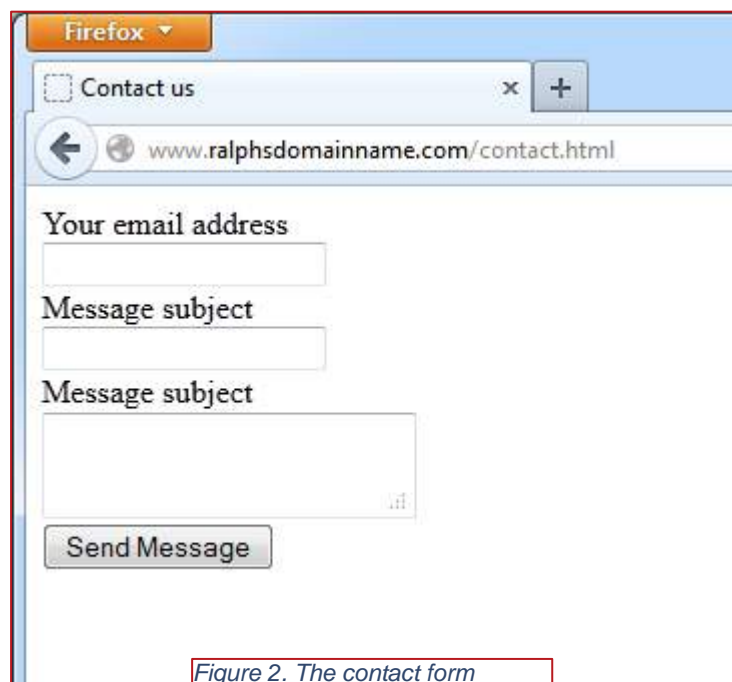 Firefox
Contact us
www.ralphsdomainname.com/contact.html
Your email address
Message subject
Message subject
Send Message
Figure 2. The contact form